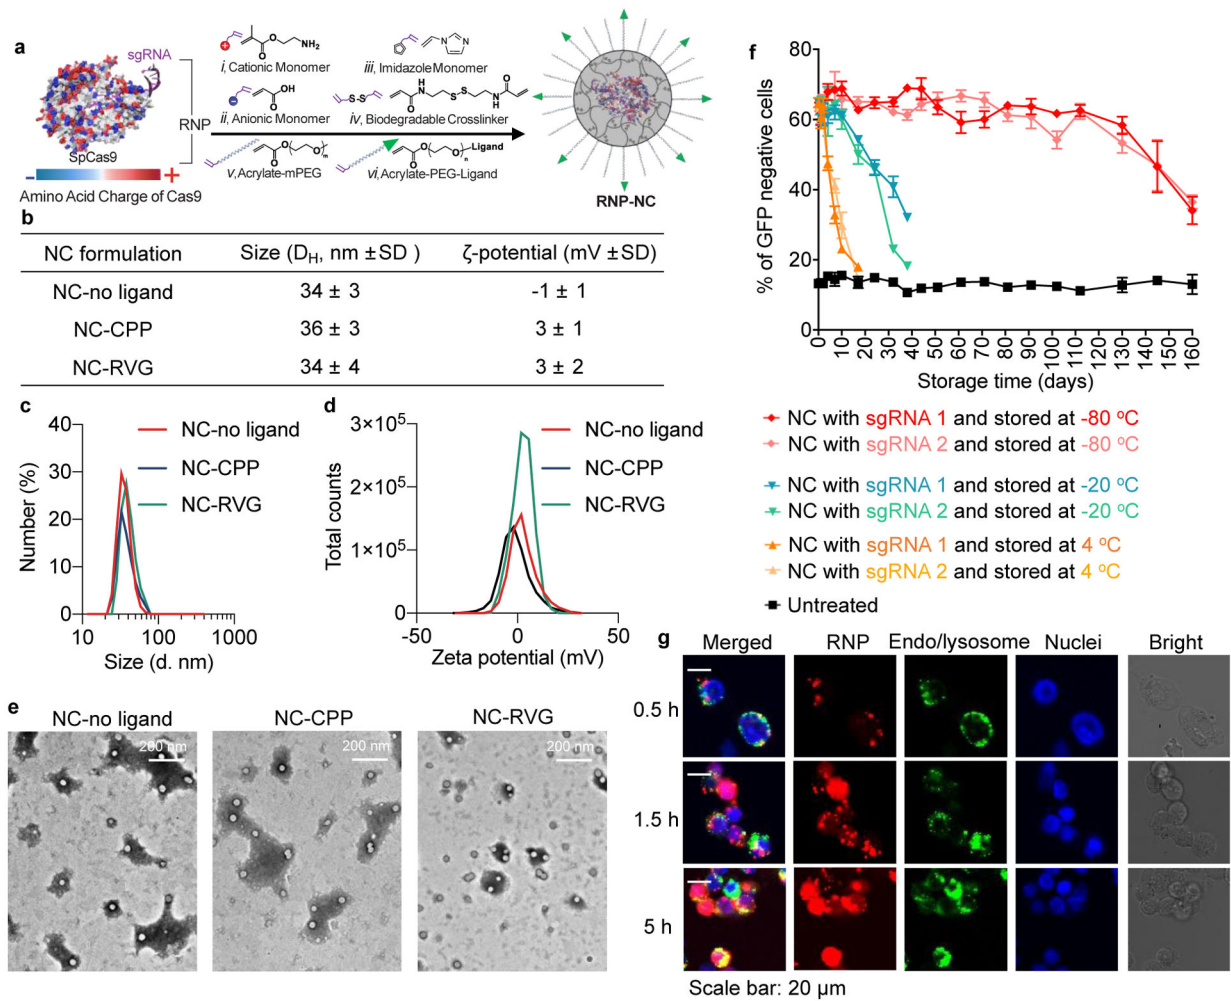 a
sgRNA
SpCas9
RNP
Amino Acid Charge of Cas9
i, Cationic Monomer
NH2
O
O
iii, Imidazole Monomer
N
N
ii, Anionic Monomer
OH
O
iv, Biodegradable Crosslinker
S-S
O
H
N
S
S
N
H
O
v, Acrylate-mPEG
O
O
O
m
vi, Acrylate-PEG-Ligand
O
O
O
n
Ligand
RNP-NC
b
NC formulation Size (DH, nm ±SD ) ζ-potential (mV ±SD)
NC-no ligand 34 ± 3 -1 ± 1
NC-CPP 36 ± 3 3 ± 1
NC-RVG 34 ± 4 3 ± 2
c
Number (%)
40
30
20
10
0
10 100 1000
Size (d. nm)
NC-no ligand
NC-CPP
NC-RVG
d
Total counts
3×10⁵
2×10⁵
1×10⁵
0
-50 0 50
Zeta potential (mV)
NC-no ligand
NC-CPP
NC-RVG
e
NC-no ligand NC-CPP NC-RVG
200 nm 200 nm 200 nm
f
% of GFP negative cells
80
60
40
20
0
0 10 20 30 40 50 60 70 80 90 100 110 120 130 140 150 160
Storage time (days)
NC with sgRNA 1 and stored at -80 °C
NC with sgRNA 2 and stored at -80 °C
NC with sgRNA 1 and stored at -20 °C
NC with sgRNA 2 and stored at -20 °C
NC with sgRNA 1 and stored at 4 °C
NC with sgRNA 2 and stored at 4 °C
Untreated
g
Merged RNP Endo/lysosome Nuclei Bright
0.5 h
1.5 h
5 h
Scale bar: 20 μm